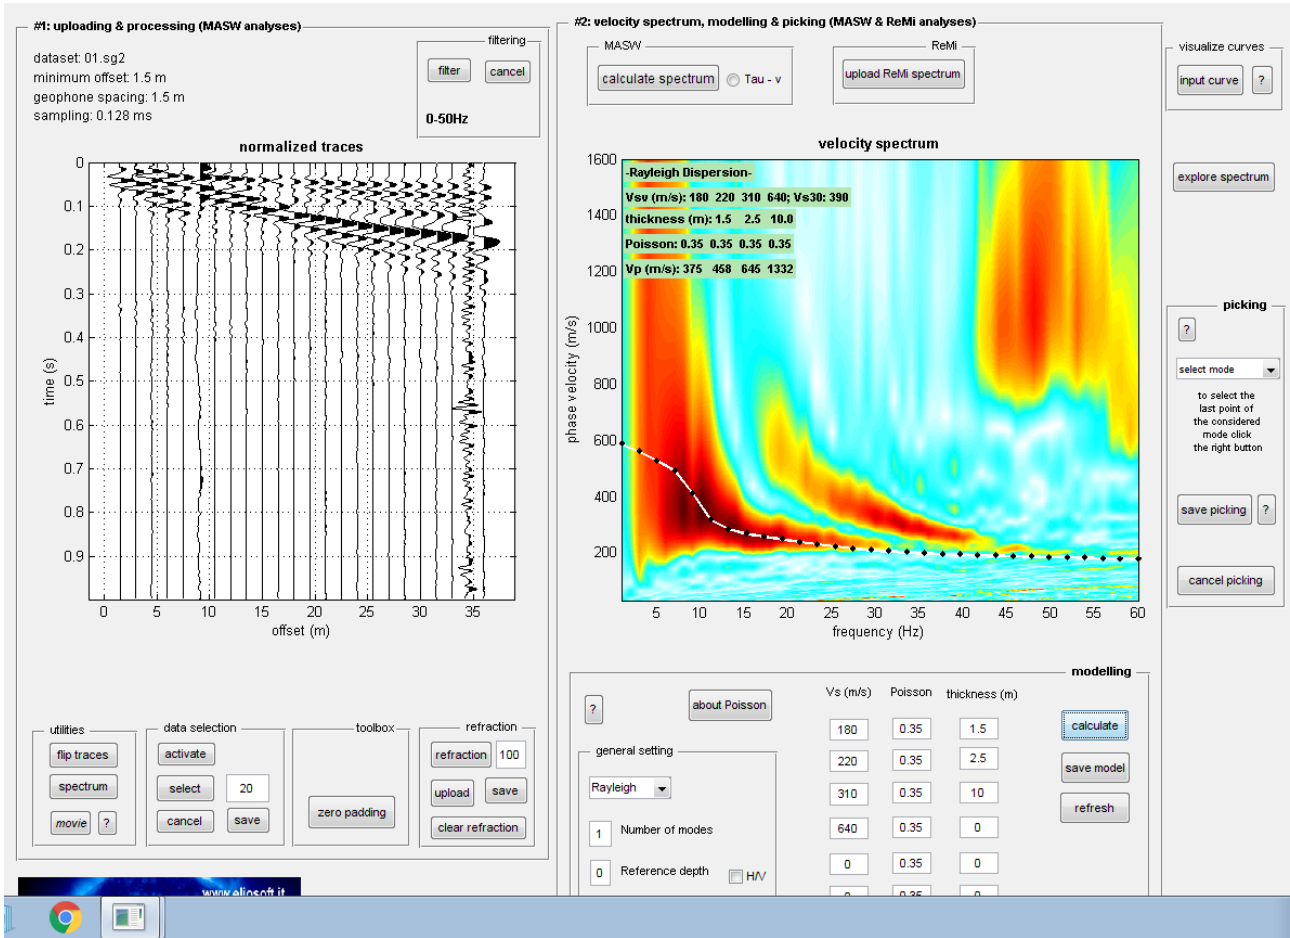 #1: uploading & processing (MASW analyses)
dataset: 01.sg2
minimum offset: 1.5 m
geophone spacing: 1.5 m
sampling: 0.128 ms
filtering
filter
cancel
0-50Hz
normalized traces
0
0.1
0.2
0.3
0.4
0.5
0.6
0.7
0.8
0.9
time (s)
0 5 10 15 20 25 30 35
offset (m)
utilities
flip traces
spectrum
movie
?
data selection
activate
select
20
cancel
save
toolbox
zero padding
refraction
refraction
100
upload
save
clear refraction
www.eliosoft.it
#2: velocity spectrum, modelling & picking (MASW & ReMi analyses)
MASW
calculate spectrum
Tau - v
ReMi
upload ReMi spectrum
velocity spectrum
-Rayleigh Dispersion-
Vsv (m/s): 180 220 310 640; Vs30: 390
thickness (m): 1.5 2.5 10.0
Poisson: 0.35 0.35 0.35 0.35
Vp (m/s): 375 458 645 1332
1600
1400
1200
1000
800
600
400
200
phase velocity (m/s)
5 10 15 20 25 30 35 40 45 50 55 60
frequency (Hz)
modelling
?
about Poisson
general setting
Rayleigh
1 Number of modes
0 Reference depth
H/V
Vs (m/s) Poisson thickness (m)
180 0.35 1.5
220 0.35 2.5
310 0.35 10
640 0.35 0
0 0.35 0
0 0.35 0
calculate
save model
refresh
visualize curves
input curve
?
explore spectrum
picking
?
select mode
to select the
last point of
the considered
mode click
the right button
save picking
?
cancel picking